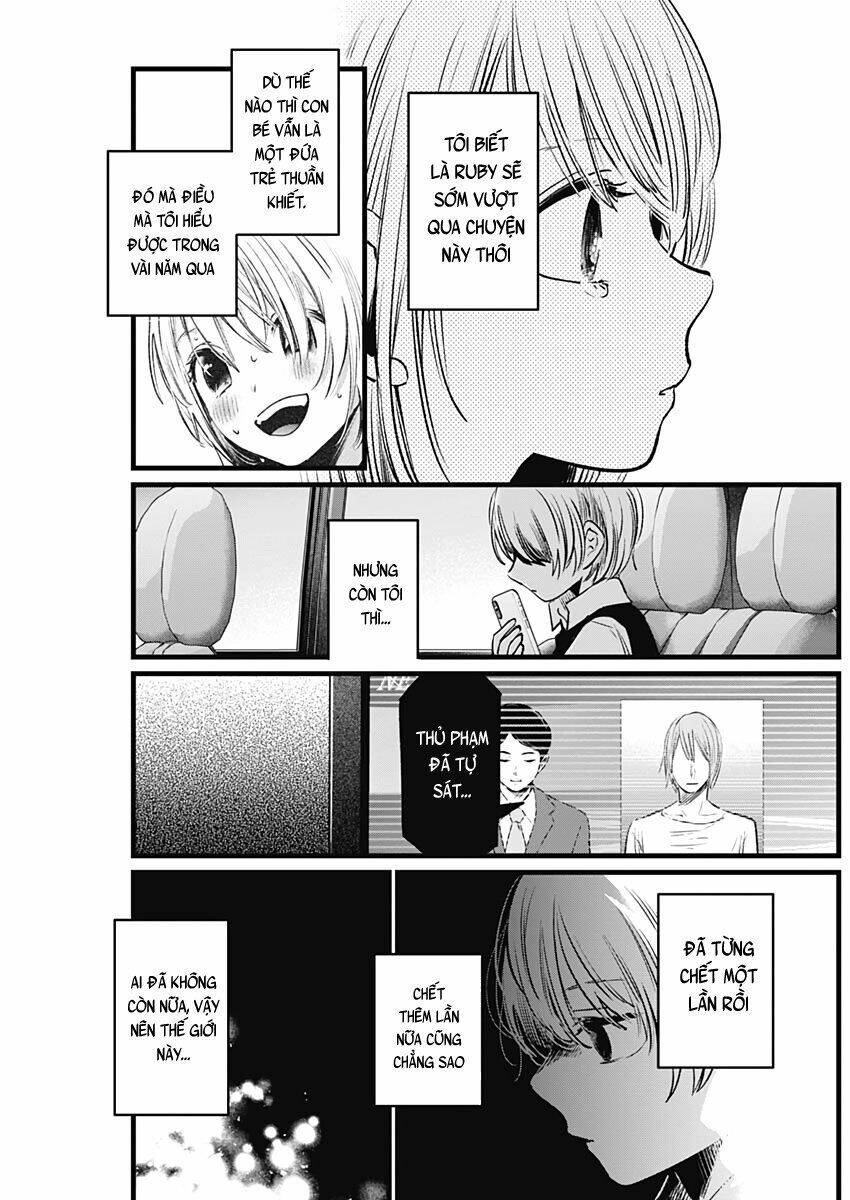 TÔI BIẾT
LÀ RUBY SẼ
SỚM VƯỢT
QUA CHUYỆN
NÀY THÔI
DÙ THẾ
NÀO THÌ CON
BÉ VẪN LÀ
MỘT ĐỨA
TRẺ THUẦN
KHIẾT.
ĐÓ MÀ ĐIỀU
MÀ TÔI HIỂU
ĐƯỢC TRONG
VÀI NĂM QUA
NHƯNG
CÒN TÔI
THÌ...
THỦ PHẠM
ĐÃ TỰ
SÁT...
ĐÃ TỪNG
CHẾT MỘT
LẦN RỒI
CHẾT
THÊM LẦN
NỮA CŨNG
CHẲNG SAO
AI ĐÃ KHÔNG
CÒN NỮA, VẬY
NÊN THẾ GIỚI
NÀY...